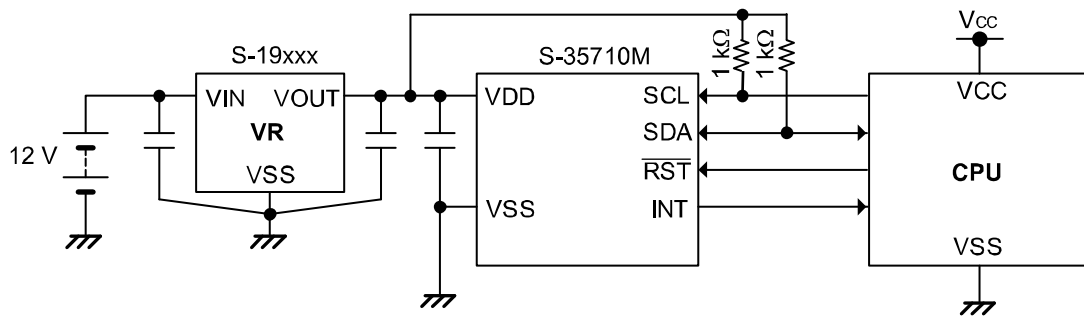 S-19xxx
VIN
VOUT
VR
VSS
12 V
S-35710M
VDD
VSS
SCL
SDA
RST
INT
1 kΩ
1 kΩ
VCC
VCC
CPU
VSS